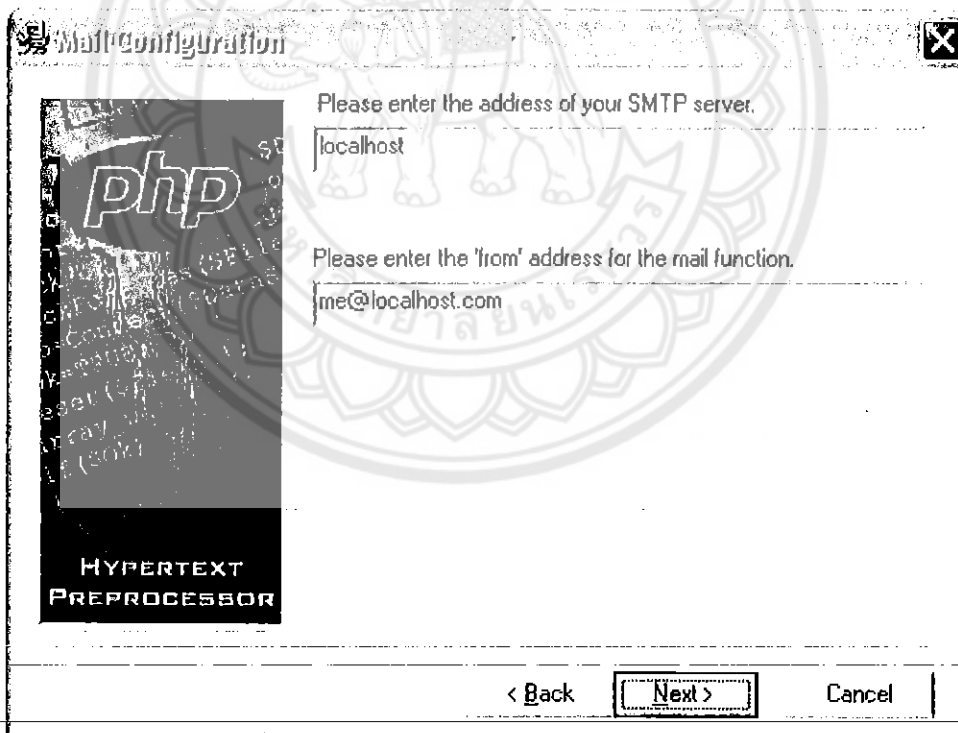 Mail Configuration
Please enter the address of your SMTP server.
localhost
php
Please enter the 'from' address for the mail function.
me@localhost.com
HYPERTEXT
PREPROCESSOR
< Back
Next >
Cancel